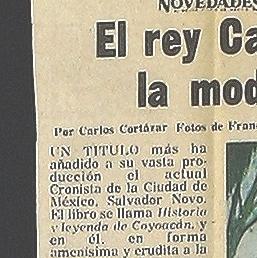 NOVEDADES
El rey Ca
la mod
Por Carlos Cortázar Fotos de Fran
UN TITULO más ha
añadido a su vasta pro-
ducción el actual
Cronista de la Ciudad de
México, Salvador Novo.
El libro se llama Historia
y leyenda de Coyoacán, y
en él, en forma
amenísima y erudita a la